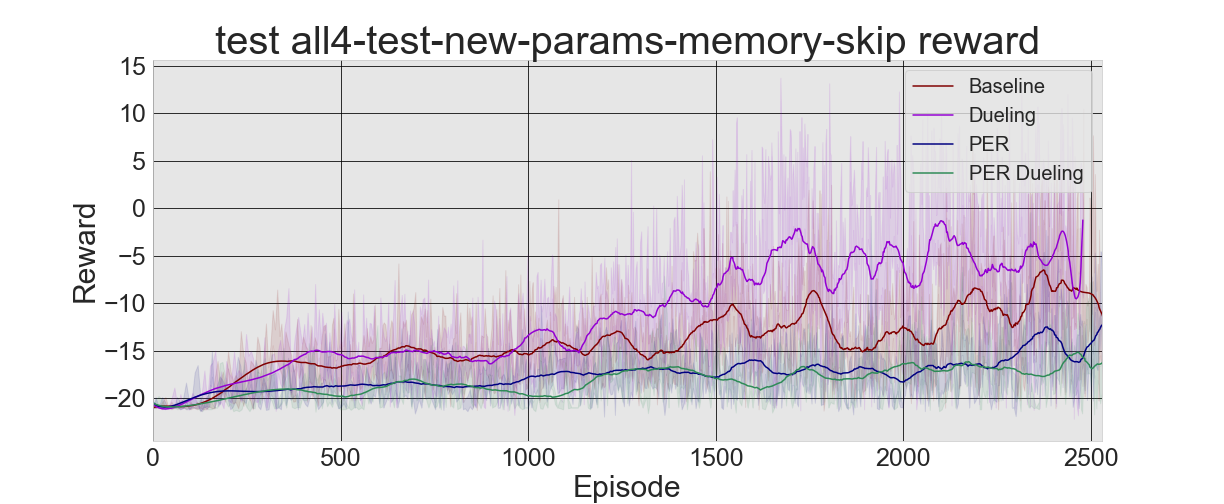 test all4-test-new-params-memory-skip reward
15
10
5
0
−5
−10
−15
−20
Reward
Baseline
Dueling
PER
PER Dueling
0 500 1000 1500 2000 2500
Episode